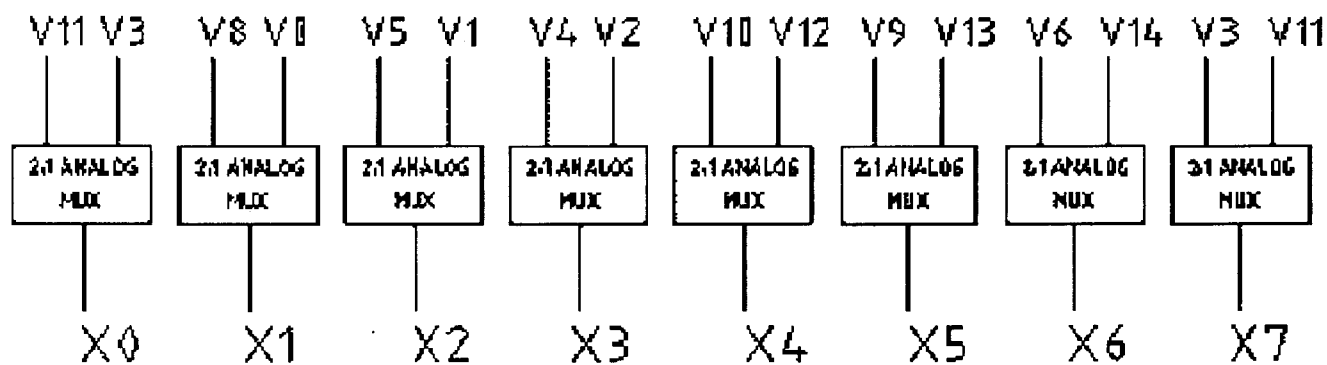 V11 V3 V8 V0 V5 V1 V4 V2 V10 V12 V9 V13 V6 V14 V3 V11
2:1 ANALOG 2:1 ANALOG 2:1 ANALOG 2:1 ANALOG 2:1 ANALOG 2:1 ANALOG 2:1 ANALOG 2:1 ANALOG
MUX MUX MUX MUX MUX MUX MUX MUX
X0 X1 X2 X3 X4 X5 X6 X7